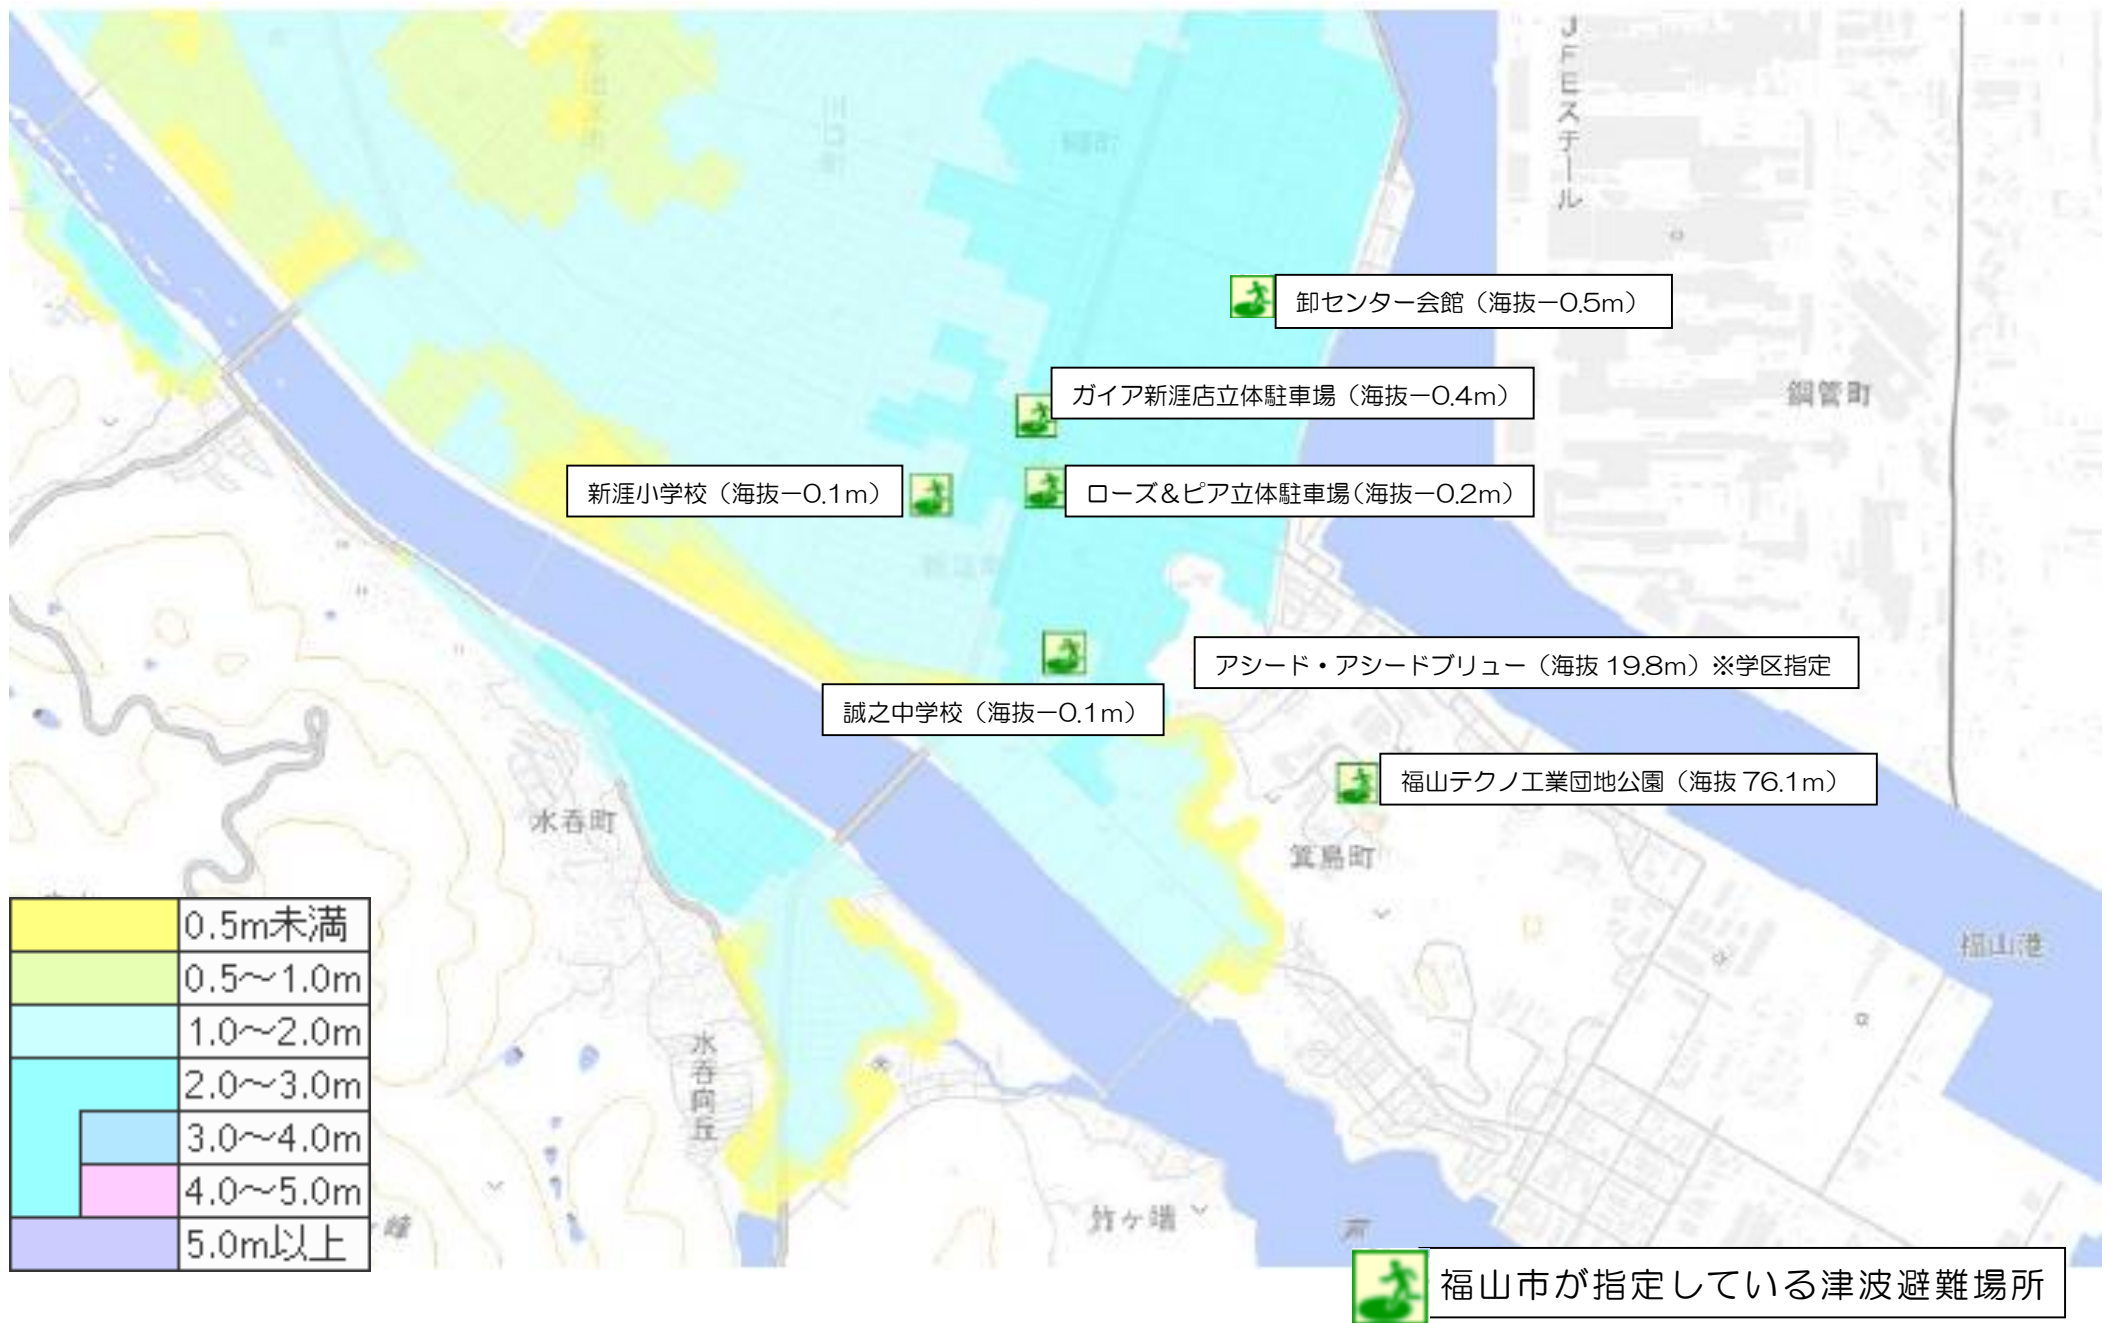 JFEスチール
三口町
卸センター会館（海抜－0.5m）
ガイア新涯店立体駐車場（海抜－0.4m）
鋼管町
新涯小学校（海抜－0.1m）
ローズ&ピア立体駐車場（海抜－0.2m）
アシード・アシードブリュー（海抜 19.8m）※学区指定
誠之中学校（海抜－0.1m）
福山テクノ工業団地公園（海抜 76.1m）
水呑町
箕島町
福山港
0.5m未満
0.5～1.0m
1.0～2.0m
2.0～3.0m
3.0～4.0m
4.0～5.0m
5.0m以上
水呑向丘
竹ヶ端
福山市が指定している津波避難場所